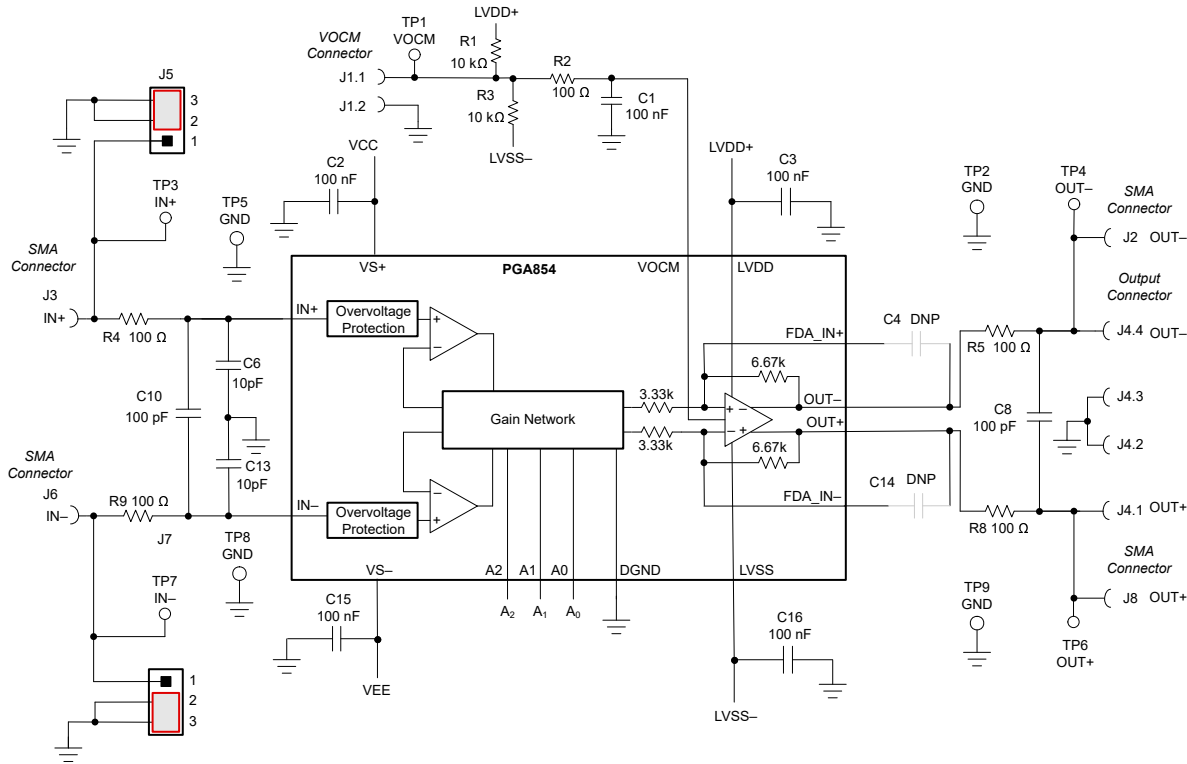 LVDD+
TP1
VOCM
VOCM
Connector
R1
10 kΩ
R2
100 Ω
J1.1
J1.2
R3
10 kΩ
C1
100 nF
LVSS–
J5
3
2
1
VCC
C2
100 nF
LVDD+
C3
100 nF
TP3
IN+
TP5
GND
TP2
GND
TP4
OUT–
SMA
Connector
J2 OUT–
SMA
Connector
J3
IN+
R4 100 Ω
VS+
PGA854
VOCM
LVDD
IN+
Overvoltage
Protection
+
–
C6
10pF
C10
100 pF
C13
10pF
Gain Network
3.33k
3.33k
6.67k
6.67k
+ –
– +
FDA_IN+
OUT–
OUT+
FDA_IN–
C4 DNP
C14 DNP
R5 100 Ω
Output
Connector
J4.4 OUT–
C8
100 pF
J4.3
J4.2
R8 100 Ω
J4.1 OUT+
SMA
Connector
J8 OUT+
TP6
OUT+
SMA
Connector
J6
IN–
R9 100 Ω
J7
IN–
Overvoltage
Protection
–
+
TP8
GND
TP7
IN–
VS–
A2
A1
A0
DGND
LVSS
A₂
A₁
A₀
C15
100 nF
VEE
C16
100 nF
LVSS–
TP9
GND
1
2
3